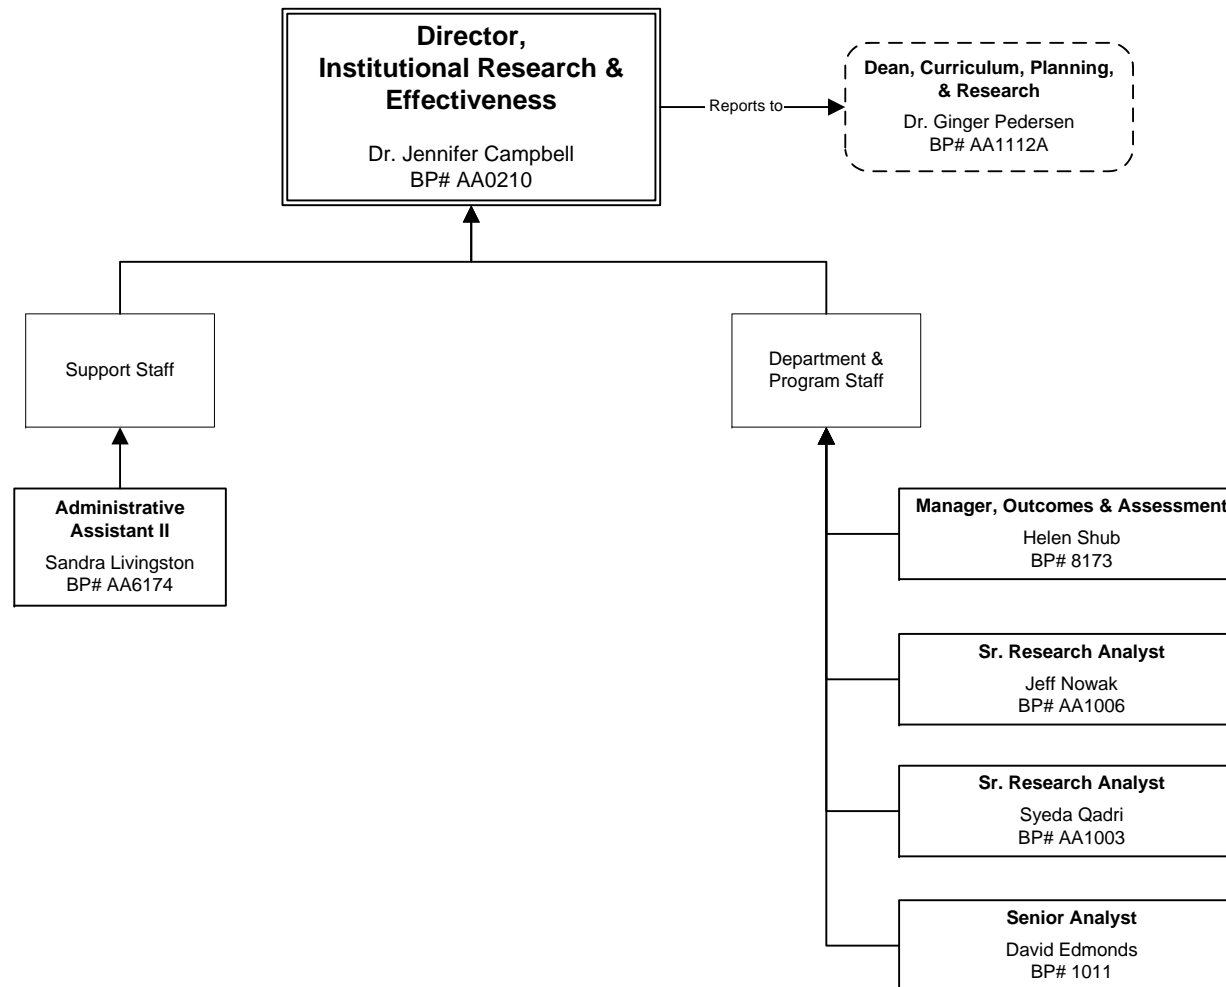 Director,
Institutional Research &
Effectiveness
Dr. Jennifer Campbell
BP# AA0210
Reports to
Dean, Curriculum, Planning,
& Research
Dr. Ginger Pedersen
BP# AA1112A
Support Staff
Department &
Program Staff
Administrative
Assistant II
Sandra Livingston
BP# AA6174
Manager, Outcomes & Assessment
Helen Shub
BP# 8173
Sr. Research Analyst
Jeff Nowak
BP# AA1006
Sr. Research Analyst
Syeda Qadri
BP# AA1003
Senior Analyst
David Edmonds
BP# 1011